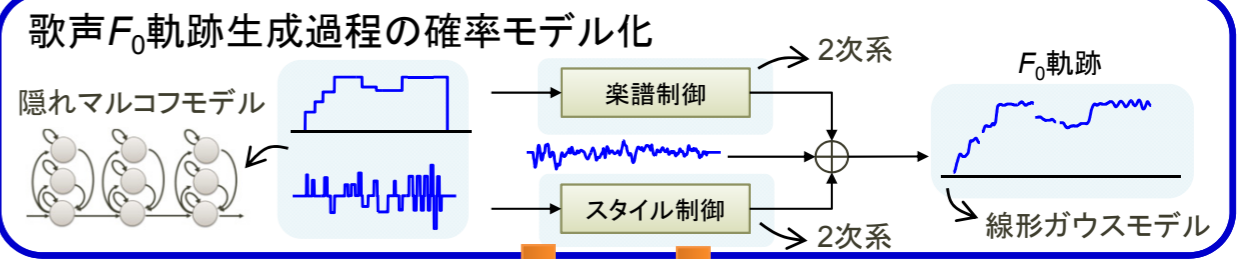 歌声F₀軌跡生成過程の確率モデル化
2次系
F₀軌跡
隠れマルコフモデル
楽譜制御
スタイル制御
2次系
線形ガウスモデル